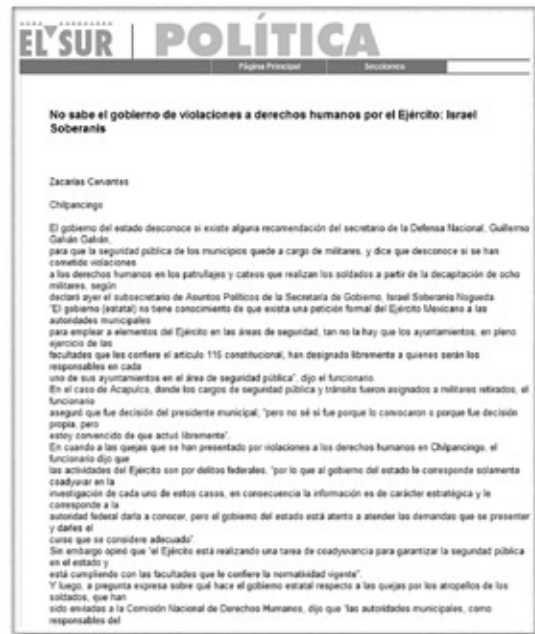 EL SUR
POLÍTICA
Página Principal
Secciones
No sabe el gobierno de violaciones a derechos humanos por el Ejército: Israel
Soberanis
Zacarías Cervantes
Chilpancingo
El gobierno del estado desconoce si existe alguna recomendación del secretario de la Defensa Nacional, Guillermo
Galván Galván,
para que la seguridad pública de los municipios quede a cargo de militares, y dice que desconoce si se han
cometido violaciones
a los derechos humanos en los patrullajes y cateos que realizan los soldados a partir de la decapitación de ocho
militares, según
declaró ayer el subsecretario de Asuntos Políticos de la Secretaría de Gobierno, Israel Soberanis Nogueda.
"El gobierno (estatal) no tiene conocimiento de que exista una petición formal del Ejército Mexicano a las
autoridades municipales
para emplear a elementos del Ejército en las áreas de seguridad, tan no la hay que los ayuntamientos, en pleno
ejercicio de las
facultades que les confiere el artículo 115 constitucional, han designado libremente a quienes serán los
responsables en cada
uno de sus ayuntamientos en el área de seguridad pública", dijo el funcionario.
En el caso de Acapulco, donde los cargos de seguridad pública y tránsito fueron asignados a militares retirados, el
funcionario
aseguró que fue decisión del presidente municipal, "pero no sé si fue porque lo convocaron o porque fue decisión
propia, pero
estoy convencido de que actuó libremente".
En cuando a las quejas que se han presentado por violaciones a los derechos humanos en Chilpancingo, el
funcionario dijo que
las actividades del Ejército son por delitos federales, "por lo que al gobierno del estado le corresponde solamente
coadyuvar en la
investigación de cada uno de estos casos, en consecuencia la información es de carácter estratégica y le
corresponde a la
autoridad federal darla a conocer, pero el gobierno del estado está atento a atender las demandas que se presenter
y darles el
curso que se considere adecuado".
Sin embargo opinó que "el Ejército está realizando una tarea de coadyuvancia para garantizar la seguridad pública
en el estado y
está cumpliendo con las facultades que le confiere la normatividad vigente".
Y luego, a pregunta expresa sobre qué hace el gobierno estatal respecto a las quejas por los atropellos de los
soldados, que han
sido enviadas a la Comisión Nacional de Derechos Humanos, dijo que "las autoridades municipales, como
responsables del